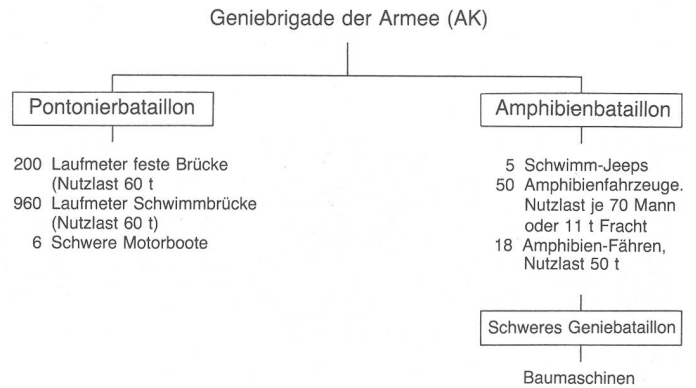 Geniebrigade der Armee (AK)
Pontonierbataillon
200 Laufmeter feste Brücke
(Nutzlast 60 t
960 Laufmeter Schwimmbrücke
(Nutzlast 60 t)
6 Schwere Motorboote
Amphibienbataillon
5 Schwimm-Jeeps
50 Amphibienfahrzeuge.
Nutzlast je 70 Mann
oder 11 t Fracht
18 Amphibien-Fähren,
Nutzlast 50 t
Schweres Geniebataillon
Baumaschinen